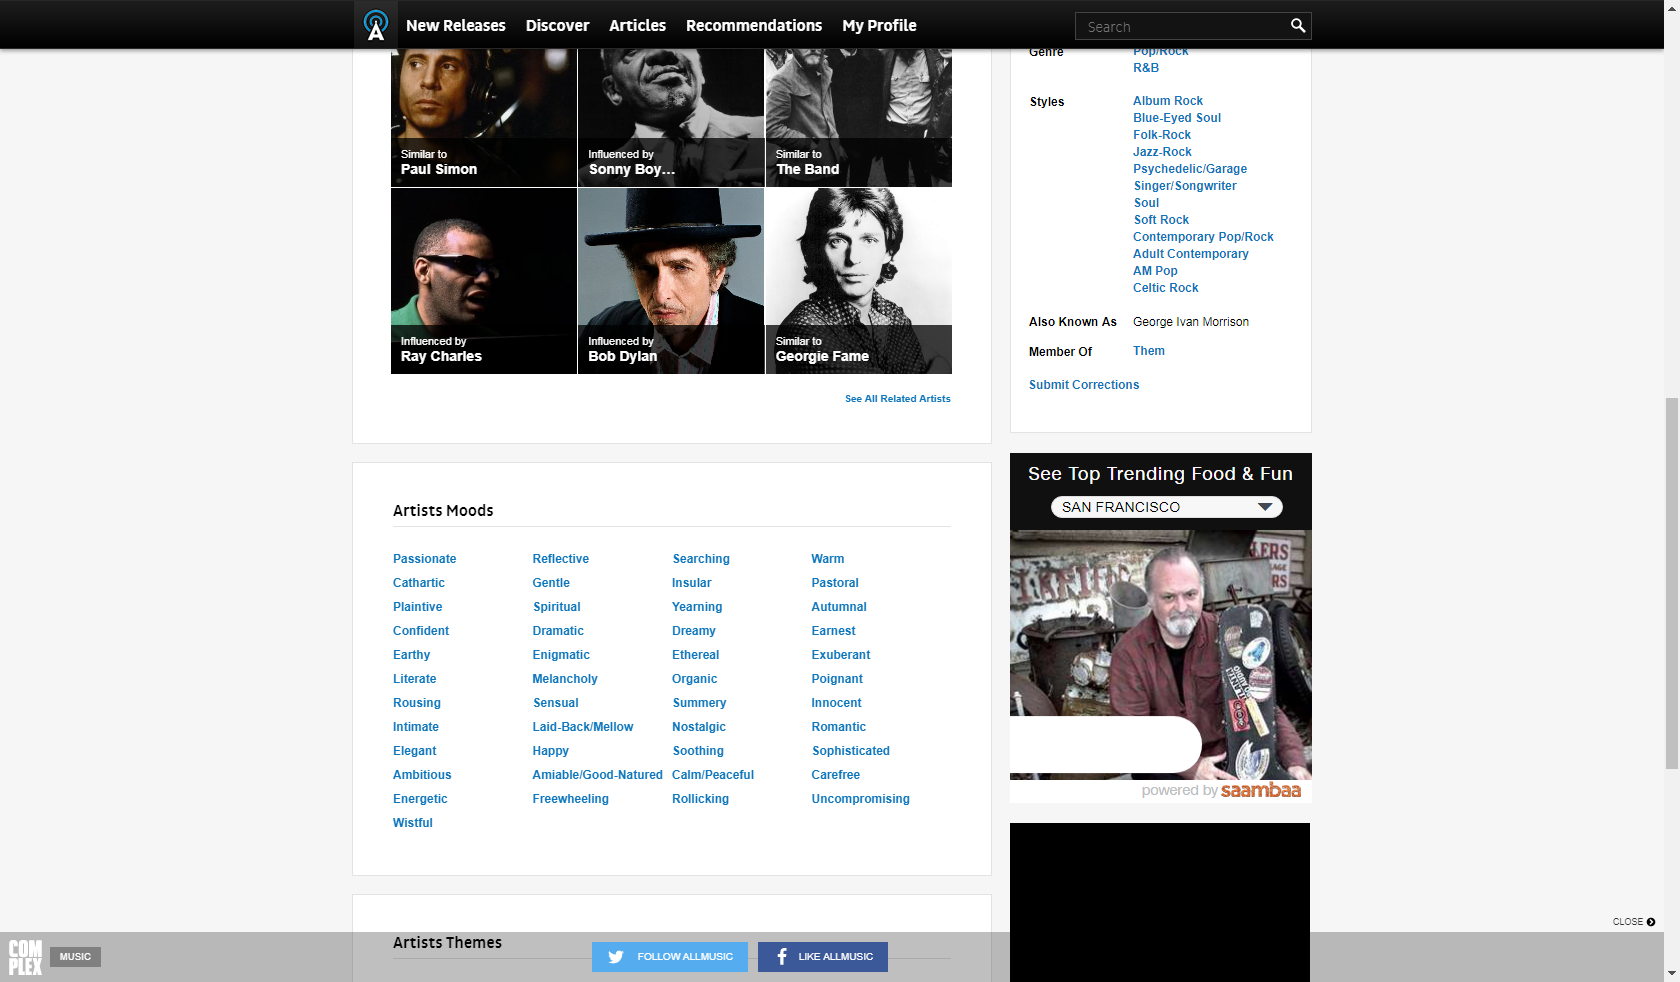 New Releases Discover Articles Recommendations My Profile Search
Similar to
Paul Simon
Influenced by
Sonny Boy...
Similar to
The Band
Influenced by
Ray Charles
Influenced by
Bob Dylan
Similar to
Georgie Fame
See All Related Artists
Genre Pop/Rock
R&B
Styles Album Rock
Blue-Eyed Soul
Folk-Rock
Jazz-Rock
Psychedelic/Garage
Singer/Songwriter
Soul
Soft Rock
Contemporary Pop/Rock
Adult Contemporary
AM Pop
Celtic Rock
Also Known As George Ivan Morrison
Member Of Them
Submit Corrections
Artists Moods
Passionate Reflective Searching Warm
Cathartic Gentle Insular Pastoral
Plaintive Spiritual Yearning Autumnal
Confident Dramatic Dreamy Earnest
Earthy Enigmatic Ethereal Exuberant
Literate Melancholy Organic Poignant
Rousing Sensual Summery Innocent
Intimate Laid-Back/Mellow Nostalgic Romantic
Elegant Happy Soothing Sophisticated
Ambitious Amiable/Good-Natured Calm/Peaceful Carefree
Energetic Freewheeling Rollicking Uncompromising
Wistful
See Top Trending Food & Fun
SAN FRANCISCO
powered by saambaa
Artists Themes
CLOSE
COMPLEX MUSIC
FOLLOW ALLMUSIC
LIKE ALLMUSIC